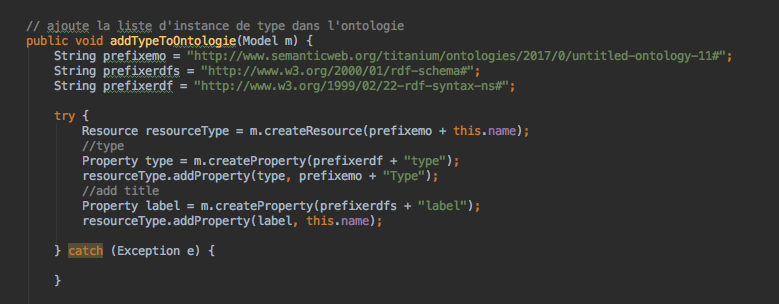 // ajoute la liste d'instance de type dans l'ontologie
public void addTypeToOntologie(Model m) {
String prefixemo = "http://www.semanticweb.org/titanium/ontologies/2017/0/untitled-ontology-11#";
String prefixerdfs = "http://www.w3.org/2000/01/rdf-schema#";
String prefixerdf = "http://www.w3.org/1999/02/22-rdf-syntax-ns#";
try {
Resource resourceType = m.createResource(prefixemo + this.name);
//type
Property type = m.createProperty(prefixerdf + "type");
resourceType.addProperty(type, prefixemo + "Type");
//add title
Property label = m.createProperty(prefixerdfs + "label");
resourceType.addProperty(label, this.name);
} catch (Exception e) {
}